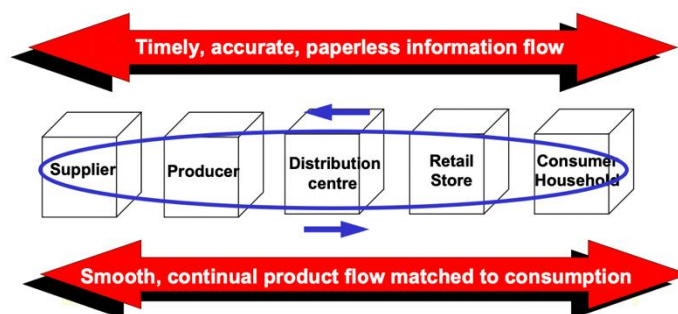 Timely, accurate, paperless information flow
Supplier
Producer
Distribution
centre
Retail
Store
Consumer
Household
Smooth, continual product flow matched to consumption